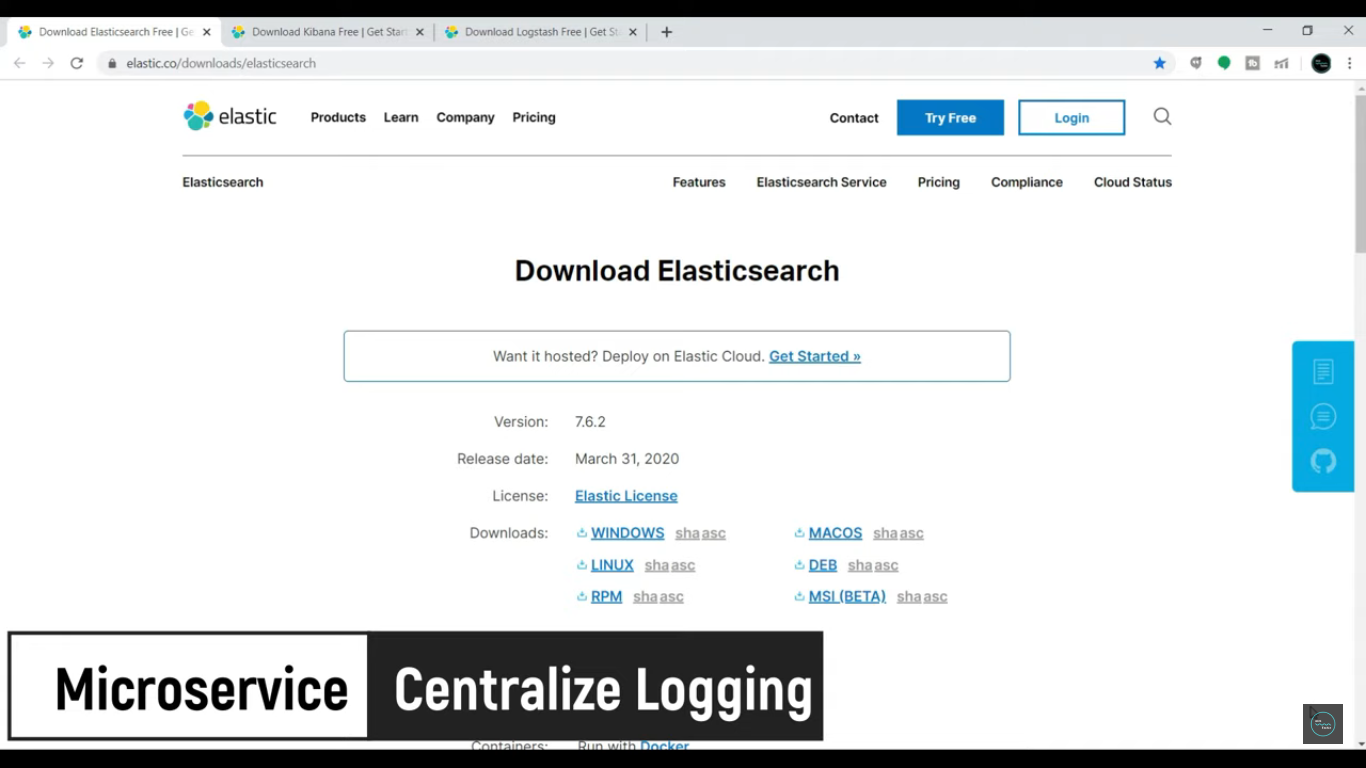 Download Elasticsearch Free | Ge
Download Kibana Free | Get Star
Download Logstash Free | Get St
elastic.co/downloads/elasticsearch
elastic
Products
Learn
Company
Pricing
Contact
Try Free
Login
Elasticsearch
Features
Elasticsearch Service
Pricing
Compliance
Cloud Status
Download Elasticsearch
Want it hosted? Deploy on Elastic Cloud. Get Started »
Version: 7.6.2
Release date: March 31, 2020
License: Elastic License
Downloads: WINDOWS sha asc MACOS sha asc
LINUX sha asc DEB sha asc
RPM sha asc MSI (BETA) sha asc
Microservice Centralize Logging
Containers: Run with Docker